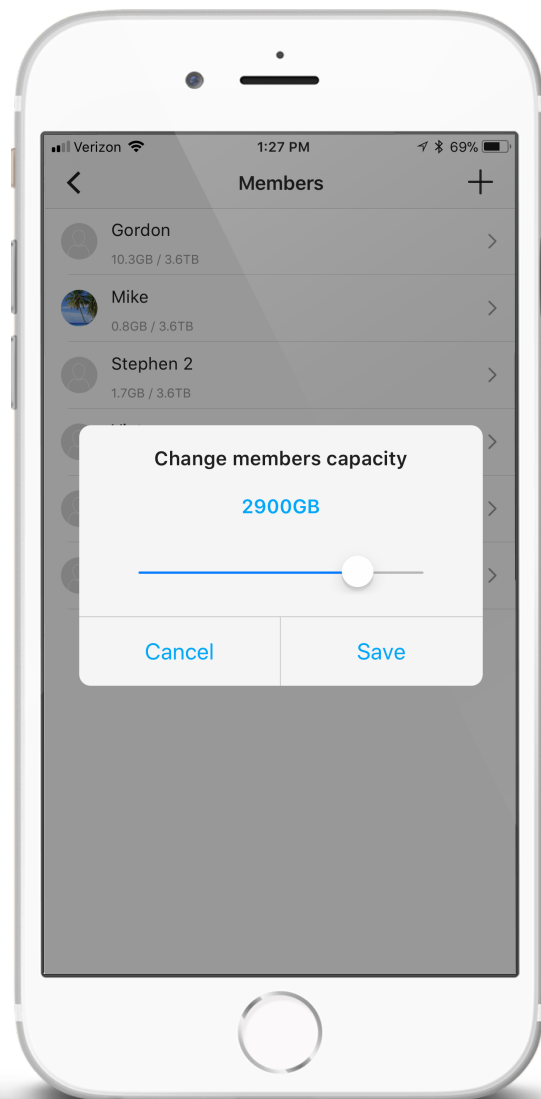 Verizon 1:27 PM 69%
Members
Gordon
10.3GB / 3.6TB
Mike
0.8GB / 3.6TB
Stephen 2
1.7GB / 3.6TB
Change members capacity
2900GB
Cancel Save